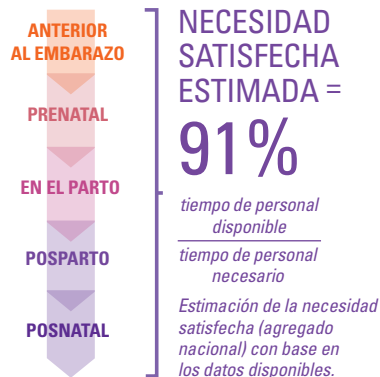 ANTERIOR
AL EMBARAZO
PRENATAL
EN EL PARTO
POSPARTO
POSNATAL
NECESIDAD
SATISFECHA
ESTIMADA =
91%
tiempo de personal
disponible
tiempo de personal
necesario
Estimación de la necesidad
satisfecha (agregado
nacional) con base en
los datos disponibles.